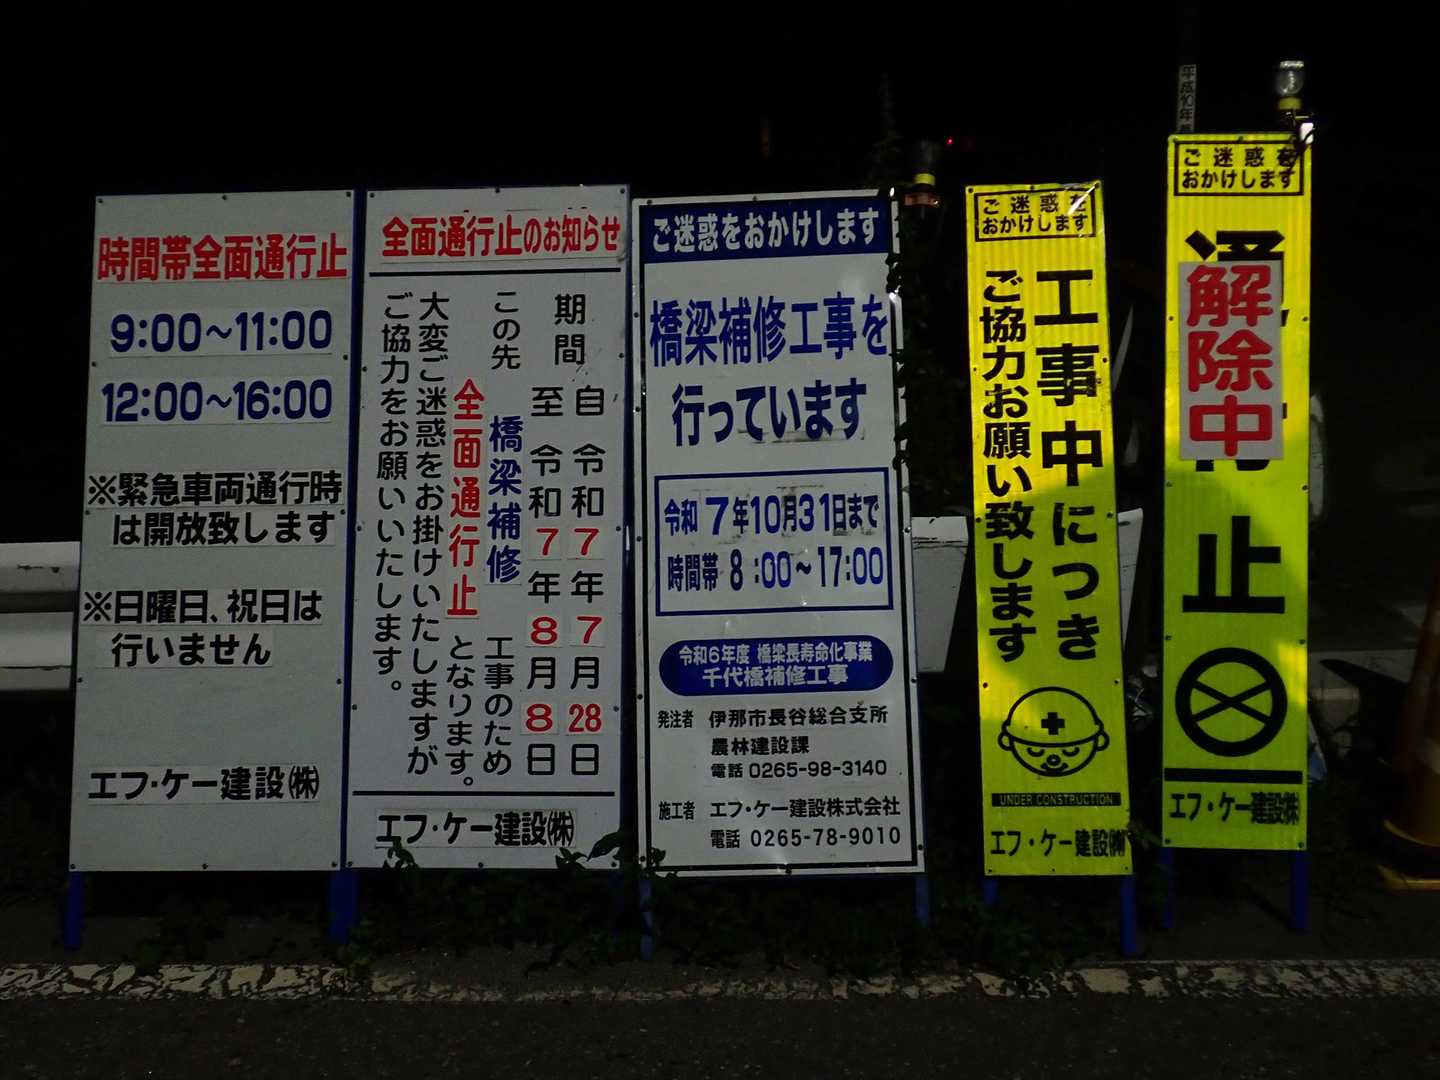 時間帯全面通行止
9:00～11:00
12:00～16:00
※緊急車両通行時
は開放致します
※日曜日、祝日は
行いません
エフ・ケー建設㈱
全面通行止のお知らせ
期間
自 令和7年7月28日
至 令和7年8月8日
この先 橋梁補修 工事のため
全面通行止 となります。
大変ご迷惑をお掛けいたしますが
ご協力をお願いいたします。
エフ・ケー建設㈱
ご迷惑をおかけします
橋梁補修工事を
行っています
令和 7年10月31日まで
時間帯 8:00～17:00
令和6年度 橋梁長寿命化事業
千代橋補修工事
発注者 伊那市長谷総合支所
農林建設課
電話 0265-98-3140
施工者 エフ・ケー建設株式会社
電話 0265-78-9010
ご迷惑を
おかけします
工事中につき
ご協力お願い致します
UNDER CONSTRUCTION
エフ・ケー建設㈱
平成10年
ご迷惑を
おかけします
通行止
解除中
エフ・ケー建設㈱